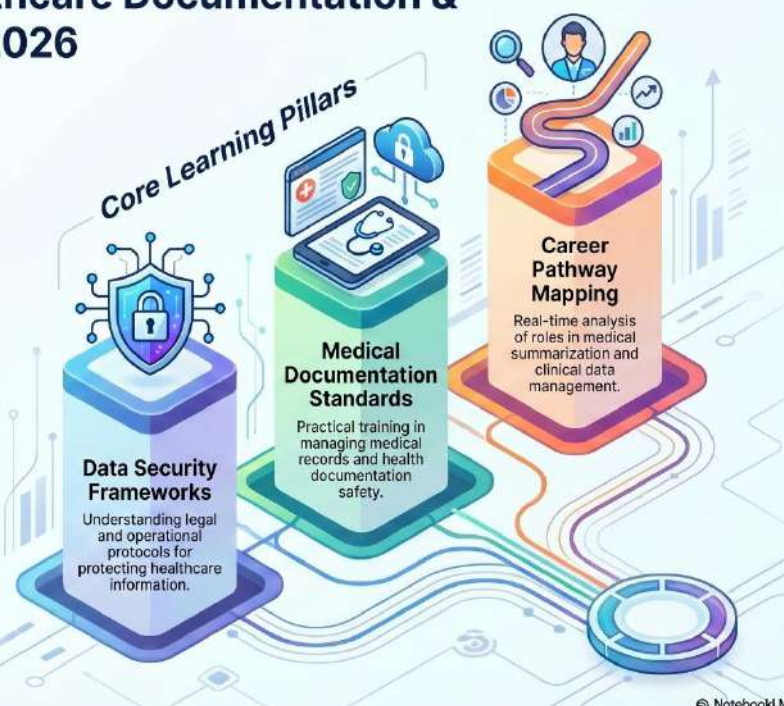 Documentation &
2026
Core Learning Pillars
Data Security
Frameworks
Understanding legal
and operational
protocols for
protecting healthcare
information.
Medical
Documentation
Standards
Practical training in
managing medical
records and health
documentation
safety.
Career
Pathway
Mapping
Real-time analysis
of roles in medical
summarization and
clinical data
management.